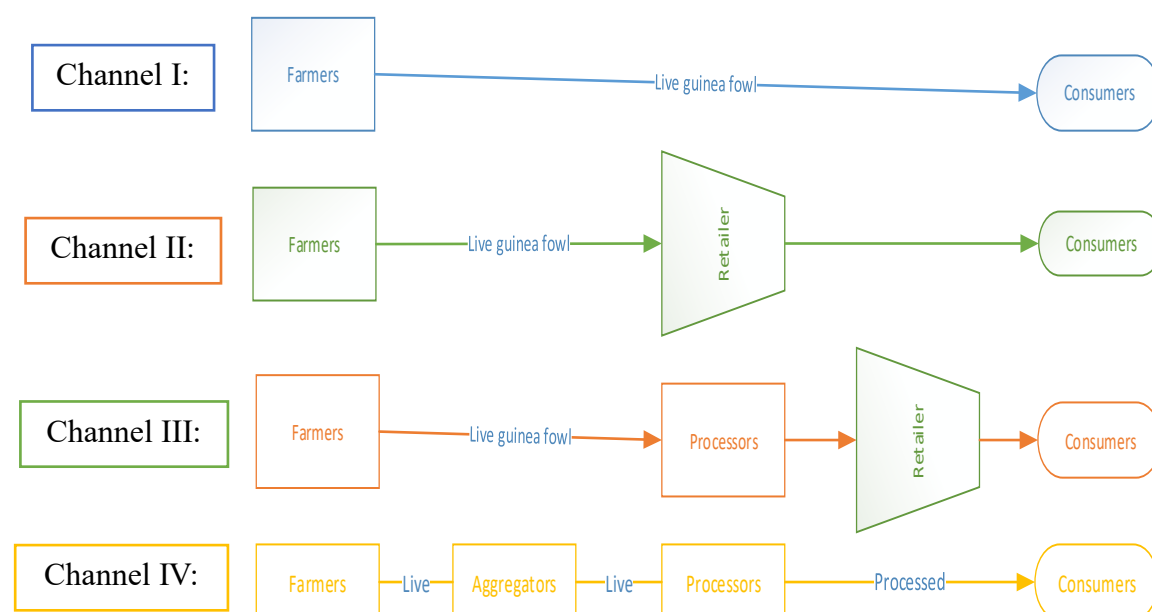 Channel I:
Farmers
Live guinea fowl
Consumers
Channel II:
Farmers
Live guinea fowl
Retailer
Consumers
Channel III:
Farmers
Live guinea fowl
Processors
Retailer
Consumers
Channel IV:
Farmers
Live
Aggregators
Live
Processors
Processed
Consumers